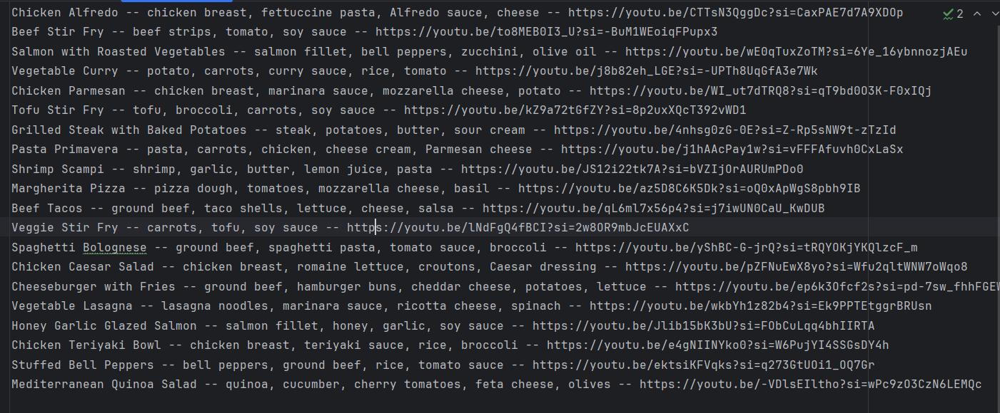 Chicken Alfredo -- chicken breast, fettuccine pasta, Alfredo sauce, cheese -- https://youtu.be/CTTsN3QggDc?si=CaxPAE7d7A9XDOp
2
Beef Stir Fry -- beef strips, tomato, soy sauce -- https://youtu.be/to8MEB0I3_U?si=-BuM1WEoiqFPupx3
Salmon with Roasted Vegetables -- salmon fillet, bell peppers, zucchini, olive oil -- https://youtu.be/wE0qTuxZoTM?si=6Ye_16ybnnozjAEu
Vegetable Curry -- potato, carrots, curry sauce, rice, tomato -- https://youtu.be/j8b82eh_LGE?si=-UPTh8UqGfA3e7Wk
Chicken Parmesan -- chicken breast, marinara sauce, mozzarella cheese, potato -- https://youtu.be/WI_ut7dTRQ8?si=qT9bd0O3K-F0xIQj
Tofu Stir Fry -- tofu, broccoli, carrots, soy sauce -- https://youtu.be/kZ9a72tGfZY?si=8p2uxXQcT392vWD1
Grilled Steak with Baked Potatoes -- steak, potatoes, butter, sour cream -- https://youtu.be/4nhsg0zG-0E?si=Z-Rp5sNW9t-zTzId
Pasta Primavera -- pasta, carrots, chicken, cheese cream, Parmesan cheese -- https://youtu.be/j1hAAcPay1w?si=vFFFAfuvh0CxLaSx
Shrimp Scampi -- shrimp, garlic, butter, lemon juice, pasta -- https://youtu.be/JS12i22tk7A?si=bVZIjOrAURUmPDo0
Margherita Pizza -- pizza dough, tomatoes, mozzarella cheese, basil -- https://youtu.be/az5D8C6K5Dk?si=oQ0xApWgS8pbh9IB
Beef Tacos -- ground beef, taco shells, lettuce, cheese, salsa -- https://youtu.be/qL6ml7x56p4?si=j7iwUN0CaU_KwDUB
Veggie Stir Fry -- carrots, tofu, soy sauce -- https://youtu.be/lNdFgQ4fBCI?si=2w8OR9mbJcEUAXxC
Spaghetti Bolognese -- ground beef, spaghetti pasta, tomato sauce, broccoli -- https://youtu.be/yShBC-G-jrQ?si=tRQYOKjYKQlzcF_m
Chicken Caesar Salad -- chicken breast, romaine lettuce, croutons, Caesar dressing -- https://youtu.be/pZFNuEwX8yo?si=Wfu2qltWNW7oWqo8
Cheeseburger with Fries -- ground beef, hamburger buns, cheddar cheese, potatoes, lettuce -- https://youtu.be/ep6k3Ofcf2s?si=pd-7sw_fhhFGEW
Vegetable Lasagna -- lasagna noodles, marinara sauce, ricotta cheese, spinach -- https://youtu.be/wkbYh1z82b4?si=Ek9PPTEtggrBRUsn
Honey Garlic Glazed Salmon -- salmon fillet, honey, garlic, soy sauce -- https://youtu.be/Jlib15bK3bU?si=FObCuLqq4bhIIRTA
Chicken Teriyaki Bowl -- chicken breast, teriyaki sauce, rice, broccoli -- https://youtu.be/e4gNIINYko0?si=W6PujYI4SSGsDY4h
Stuffed Bell Peppers -- bell peppers, ground beef, rice, tomato sauce -- https://youtu.be/ektsiKFVqks?si=q273GtUOi1_OQ7Gr
Mediterranean Quinoa Salad -- quinoa, cucumber, cherry tomatoes, feta cheese, olives -- https://youtu.be/-VDlsEIltho?si=wPc9zO3CzN6LEMQc